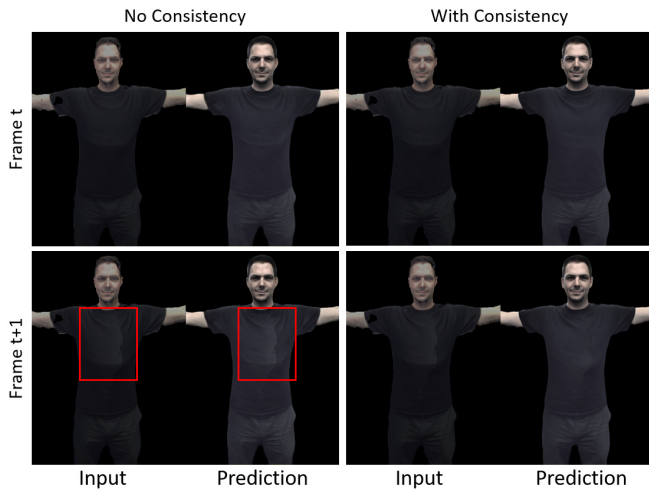 No Consistency
With Consistency
Frame t
Frame t+1
Input
Prediction
Input
Prediction